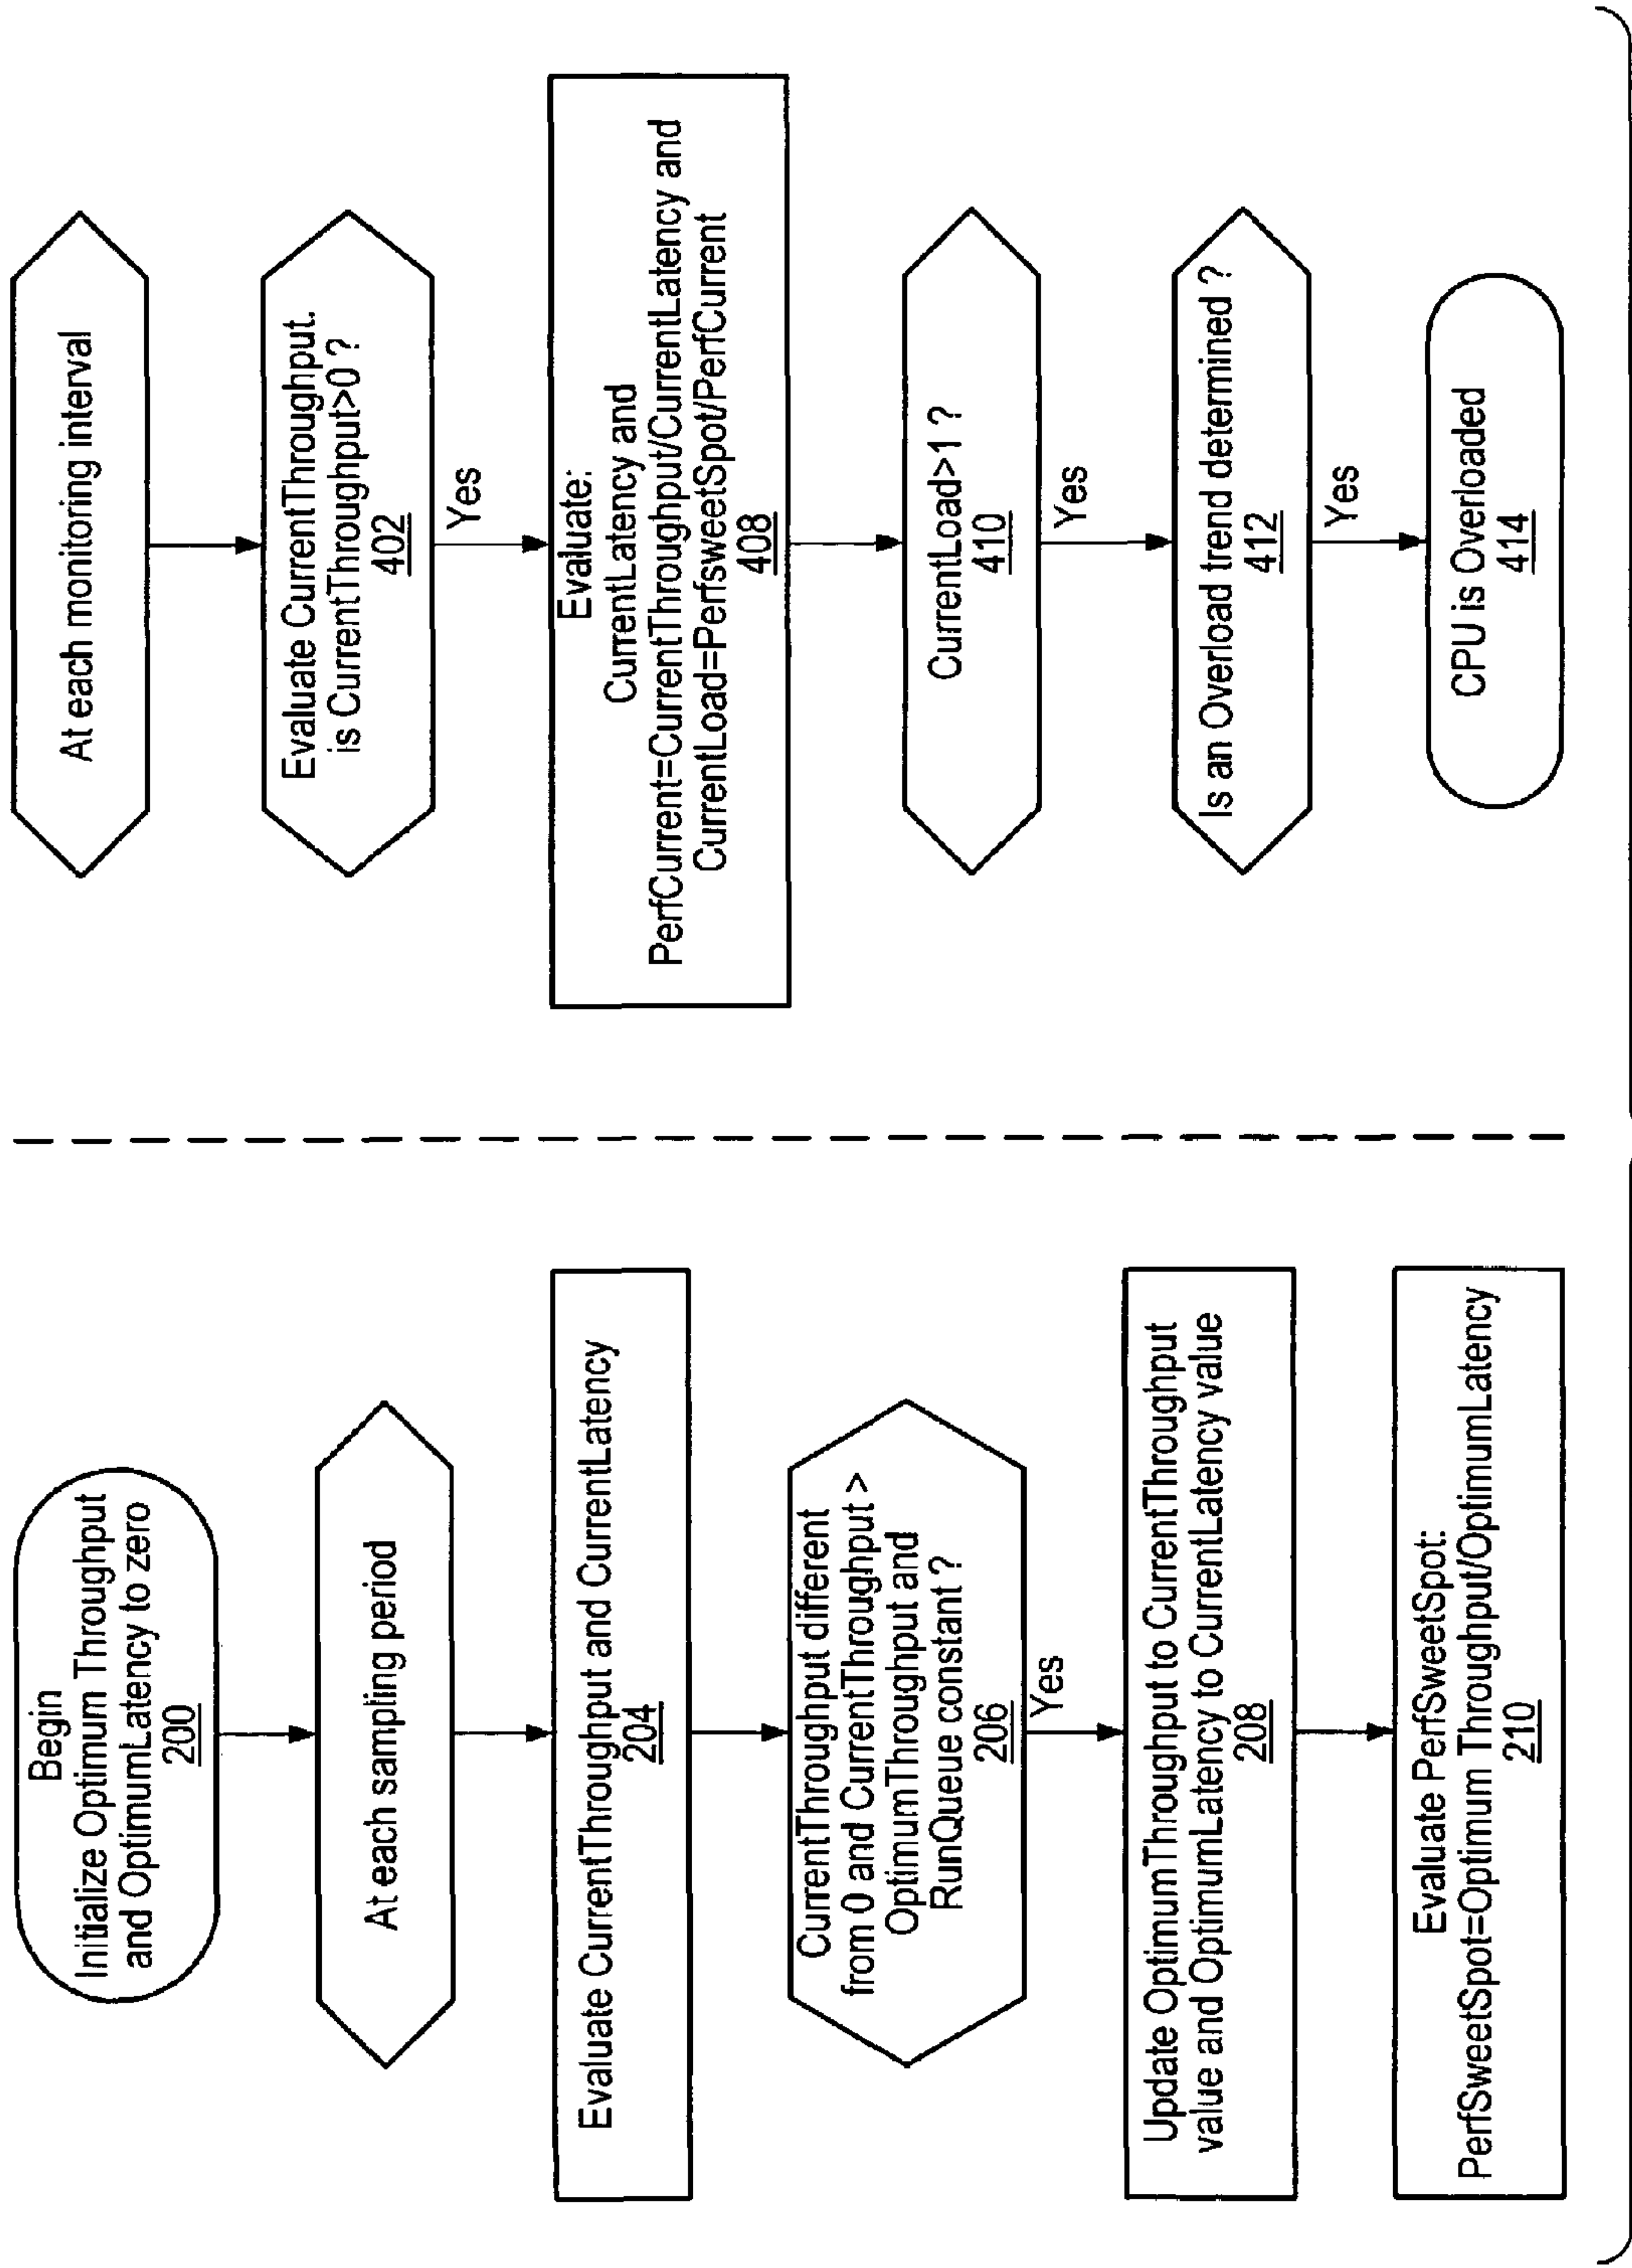 Begin
Initialize Optimum Throughput
and OptimumLatency to zero
200
At each sampling period
Evaluate CurrentThroughput and CurrentLatency
204
CurrentThroughput different
from 0 and CurrentThroughput >
OptimumThroughput and
RunQueue constant ?
206
Yes
Update OptimumThroughput to CurrentThroughput
value and OptimumLatency to CurrentLatency value
208
Evaluate PerfSweetSpot:
PerfSweetSpot=Optimum Throughput/OptimumLatency
210
At each monitoring interval
Evaluate CurrentThroughput.
is CurrentThroughput>0 ?
402
Yes
Evaluate:
CurrentLatency and
PerfCurrent=CurrentThroughput/CurrentLatency and
CurrentLoad=PerfsweetSpot/PerfCurrent
408
CurrentLoad>1 ?
410
Yes
Is an Overload trend determined ?
412
Yes
CPU is Overloaded
414